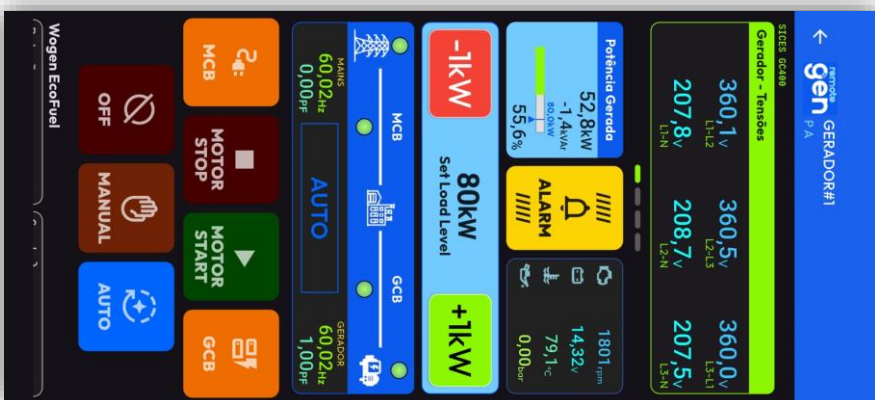 ←
remote
gen
GERADOR#1
P A
SICES GC400
Gerador - Tensões
360,1V
L1-L2
360,5V
L2-L3
360,0V
L3-L1
207,8V
L1-N
208,7V
L2-N
207,5V
L3-N
Potência Gerada
52,8kW
-1,4kVAr
80,0kW
55,6%
ALARM
1801rpm
14,32V
79,1°C
0,00bar
-1kW
80kW
Set Load Level
+1kW
MCB
GCB
MAINS
60,02Hz
0,00PF
AUTO
GERADOR
60,02Hz
1,00PF
MCB
MOTOR
STOP
MOTOR
START
GCB
OFF
MANUAL
AUTO
Wogen EcoFuel